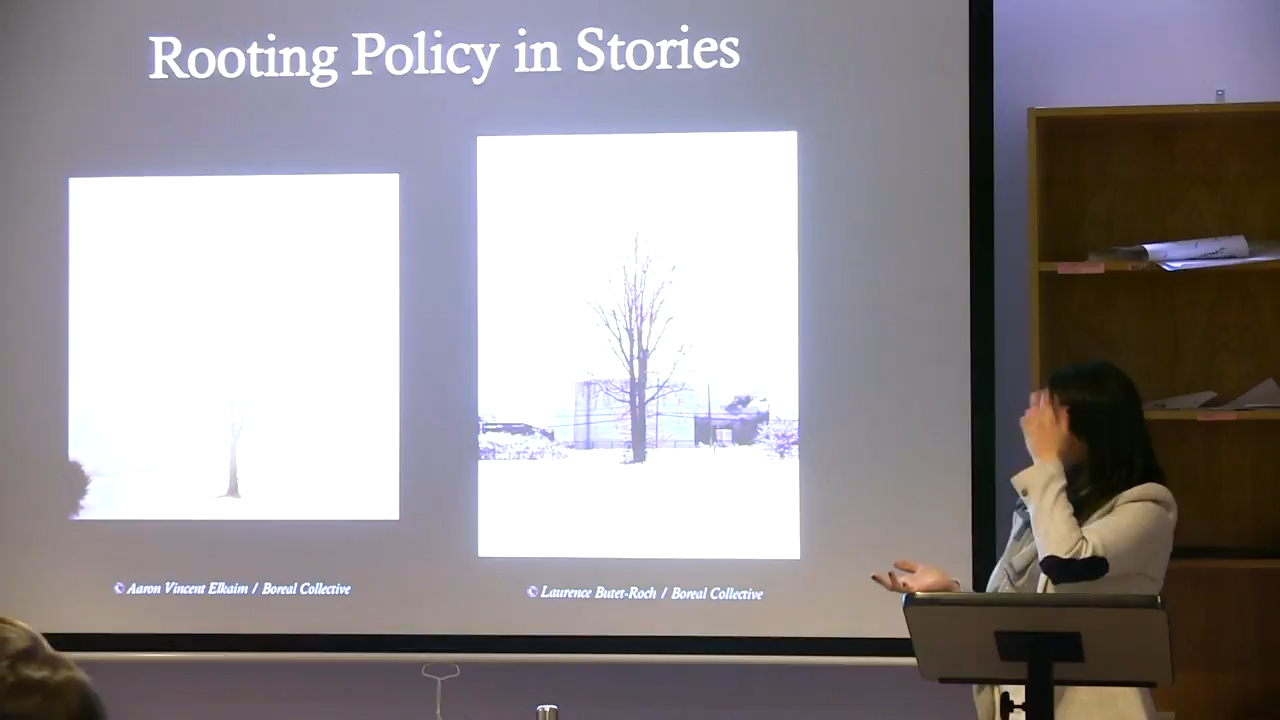 Rooting Policy in Stories
© Aaron Vincent Elkaim / Boreal Collective
© Laurence Butet-Roch / Boreal Collective